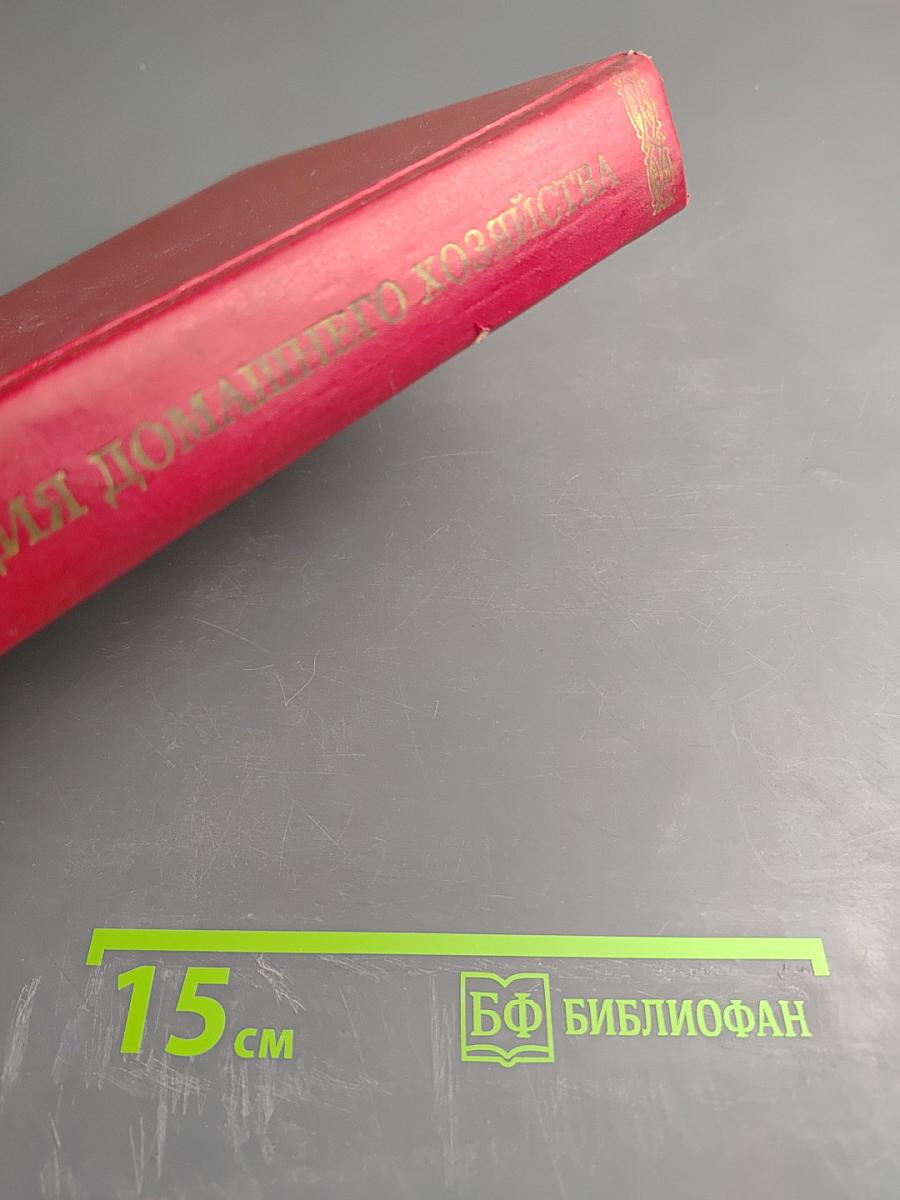 ИЯ ДОМАШНЕГО ХОЗЯЙСТВА
15 см
БФ БИБЛИОФАН